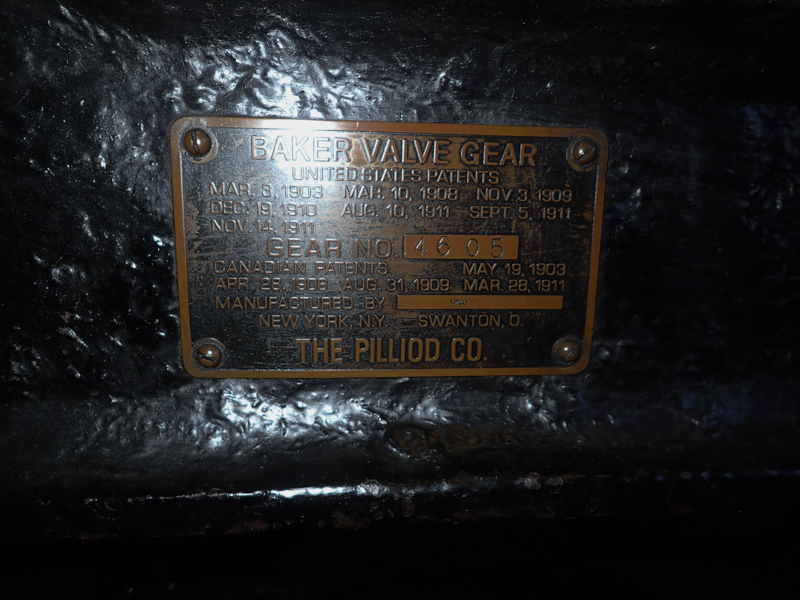 BAKER VALVE GEAR
UNITED STATES PATENTS
MAR. 3, 1903 MAR. 10, 1908 NOV. 3, 1909
DEC. 19, 1910 AUG. 10, 1911 SEPT. 5, 1911
NOV. 14, 1911
GEAR NO. 4605
CANADIAN PATENTS MAY 19, 1903
APR. 28, 1908 AUG. 31, 1909. MAR. 28, 1911
MANUFACTURED BY
NEW YORK, N.Y. SWANTON, O.
THE PILLIOD CO.